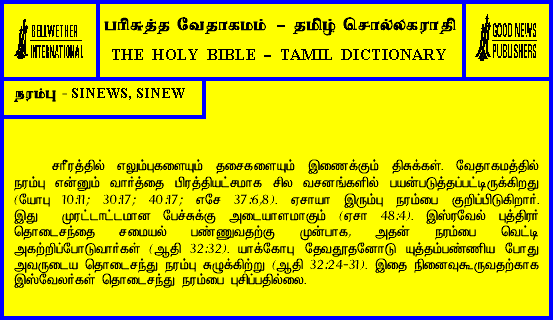 BELLWETHER
INTERNATIONAL
பரிசுத்த வேதாகமம் – தமிழ் சொல்லகராதி
THE HOLY BIBLE – TAMIL DICTIONARY
GOOD NEWS
PUBLISHERS
நரம்பு - SINEWS, SINEW
சரீரத்தில் எலும்புகளையும் தசைகளையும் இணைக்கும் திசுக்கள். வேதாகமத்தில்
நரம்பு என்னும் வார்த்தை பிரத்தியட்சமாக சில வசனங்களில் பயன்படுத்தப்பட்டிருக்கிறது
(யோபு 10:11; 30:17; 40:17; எசே 37:6,8). ஏசாயா இரும்பு நரம்பை குறிப்பிடுகிறார்.
இது முரட்டாட்டமான பேச்சுக்கு அடையாளமாகும் (ஏசா 48:4). இஸ்ரவேல் புத்திரர்
தொடைசந்தை சமையல் பண்ணுவதற்கு முன்பாக, அதன் நரம்பை வெட்டி
அகற்றிப்போடுவார்கள் (ஆதி 32:32). யாக்கோபு தேவதூதனோடு யுத்தம்பண்ணிய போது
அவருடைய தொடைசந்து நரம்பு சுழுக்கிற்று (ஆதி 32:24-31). இதை நினைவுகூருவதற்காக
இஸ்வேலர்கள் தொடைசந்து நரம்பை புசிப்பதில்லை.